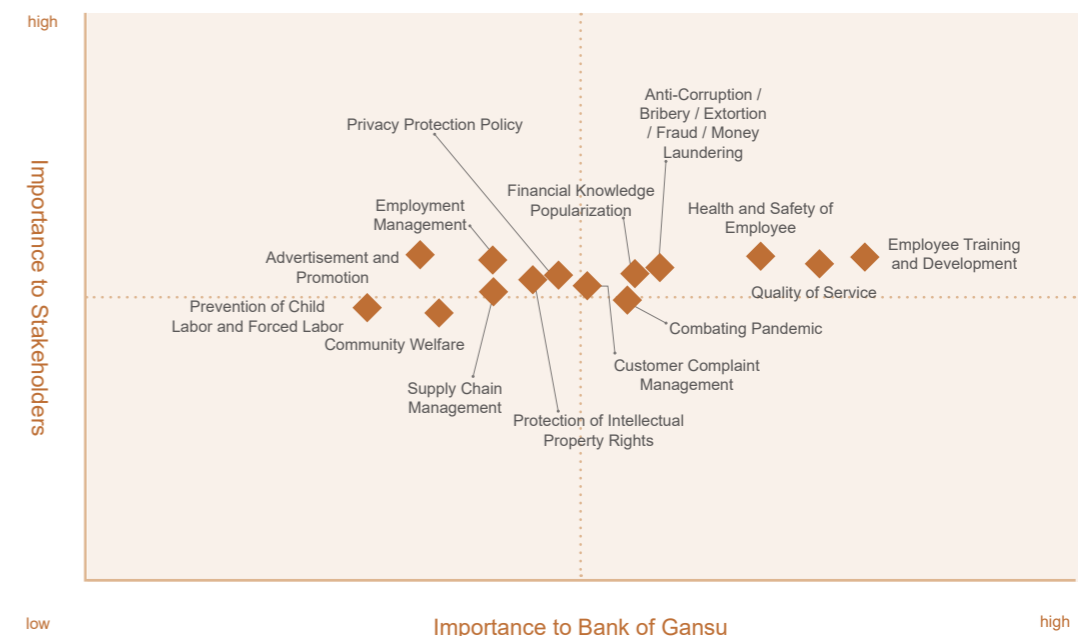 high
Importance to Stakeholders
Anti-Corruption /
Bribery / Extortion
/ Fraud / Money
Laundering
Privacy Protection Policy
Financial Knowledge
Popularization
Employment
Management
Health and Safety of
Employee
Advertisement and
Promotion
Employee Training
and Development
Quality of Service
Prevention of Child
Labor and Forced Labor
Community Welfare
Combating Pandemic
Customer Complaint
Management
Supply Chain
Management
Protection of Intellectual
Property Rights
low
Importance to Bank of Gansu
high